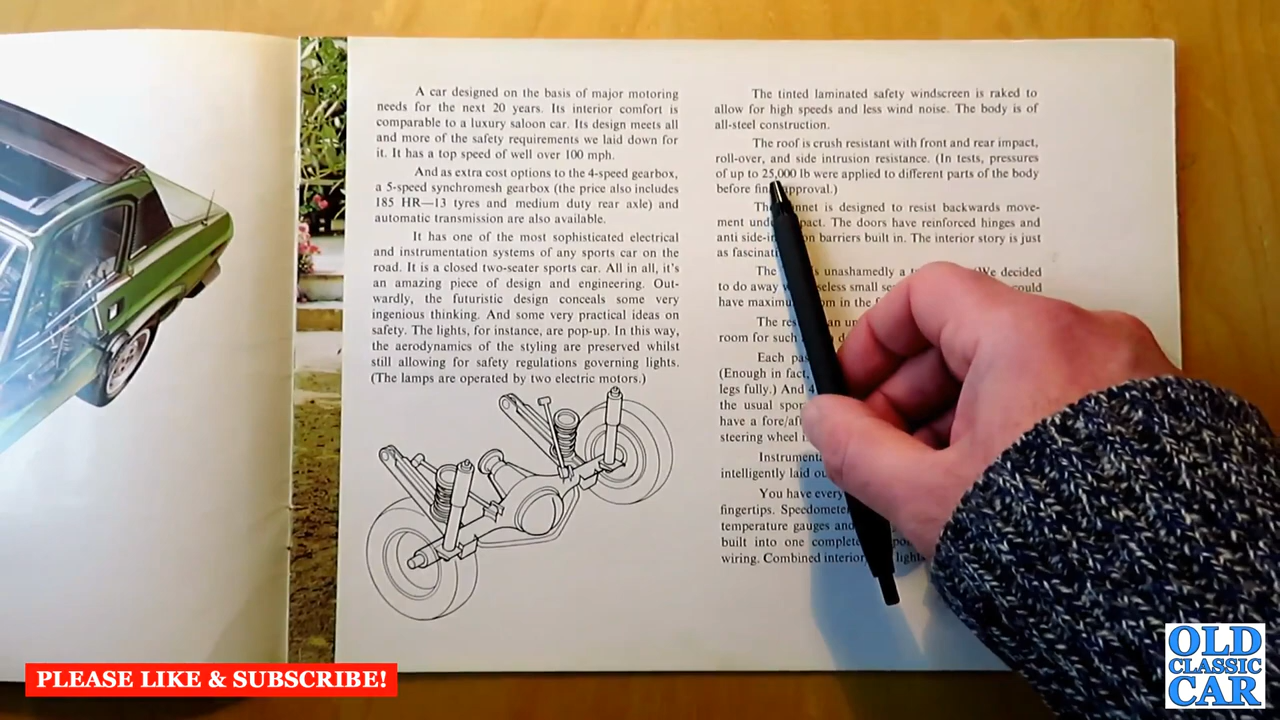 A car designed on the basis of major motoring
needs for the next 20 years. Its interior comfort is
comparable to a luxury saloon car. Its design meets all
and more of the safety requirements we laid down for
it. It has a top speed of well over 100 mph.
And as extra cost options to the 4-speed gearbox,
a 5-speed synchromesh gearbox (the price also includes
185 HR—13 tyres and medium duty rear axle) and
automatic transmission are also available.
It has one of the most sophisticated electrical
and instrumentation systems of any sports car on the
road. It is a closed two-seater sports car. All in all, it's
an amazing piece of design and engineering. Out-
wardly, the futuristic design conceals some very
ingenious thinking. And some very practical ideas on
safety. The lights, for instance, are pop-up. In this way,
the aerodynamics of the styling are preserved whilst
still allowing for safety regulations governing lights.
(The lamps are operated by two electric motors.)
The tinted laminated safety windscreen is raked to
allow for high speeds and less wind noise. The body is of
all-steel construction.
The roof is crush resistant with front and rear impact,
roll-over, and side intrusion resistance. (In tests, pressures
of up to 25,000 lb were applied to different parts of the body
before approval.)
The is designed to resist backwards move-
ment The doors have reinforced hinges and
anti barriers built in. The interior story is just
as
The unashamedly a We decided
to do away small could
have in the
The
room for such
Each
(Enough in fact,
legs fully.) And
the usual
have a
steering wheel
intelligently laid
You have every
fingertips.
temperature gauges
built into one
wiring. Combined interior
PLEASE LIKE & SUBSCRIBE!
OLD
CLASSIC
CAR